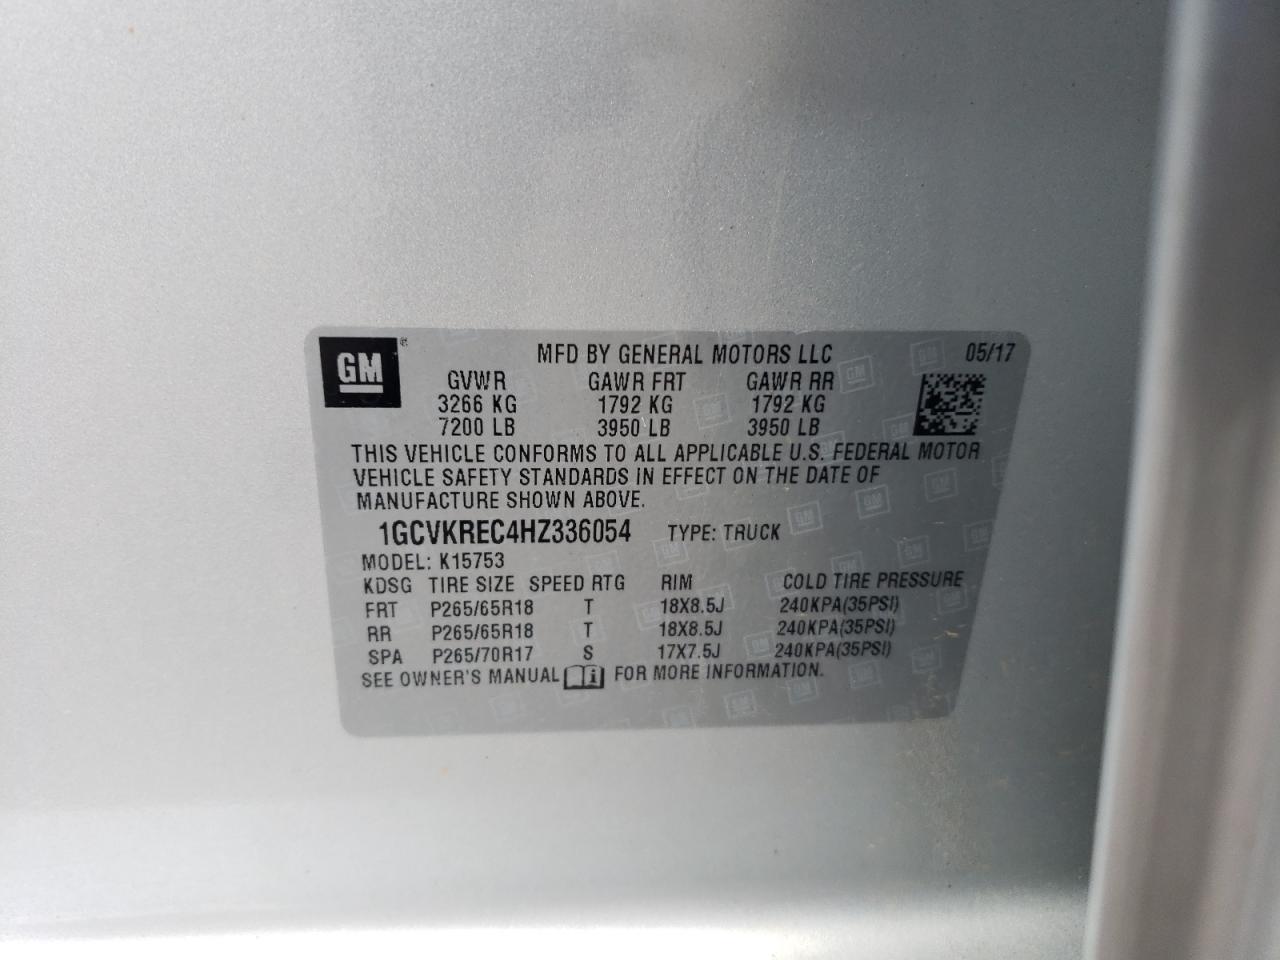 GM® MFD BY GENERAL MOTORS LLC 05/17
GVWR GAWR FRT GAWR RR
3266 KG 1792 KG 1792 KG
7200 LB 3950 LB 3950 LB
THIS VEHICLE CONFORMS TO ALL APPLICABLE U.S. FEDERAL MOTOR
VEHICLE SAFETY STANDARDS IN EFFECT ON THE DATE OF
MANUFACTURE SHOWN ABOVE.
1GCVKREC4HZ336054 TYPE: TRUCK
MODEL: K15753
KDSG TIRE SIZE SPEED RTG RIM COLD TIRE PRESSURE
FRT P265/65R18 T 18X8.5J 240KPA(35PSI)
RR P265/65R18 T 18X8.5J 240KPA(35PSI)
SPA P265/70R17 S 17X7.5J 240KPA(35PSI)
SEE OWNER'S MANUAL i FOR MORE INFORMATION.